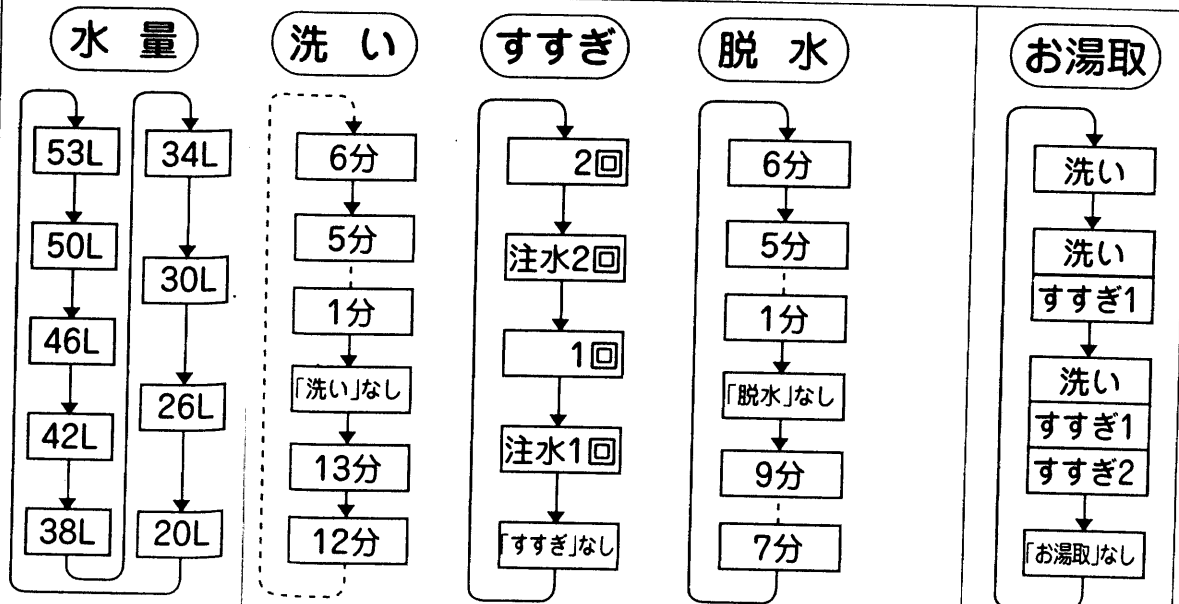 水量
53L
50L
46L
42L
38L
34L
30L
26L
20L
洗い
6分
5分
1分
「洗い」なし
13分
12分
すすぎ
2回
注水2回
1回
注水1回
「すすぎ」なし
脱水
6分
5分
1分
「脱水」なし
9分
7分
お湯取
洗い
洗い
すすぎ1
洗い
すすぎ1
すすぎ2
「お湯取」なし